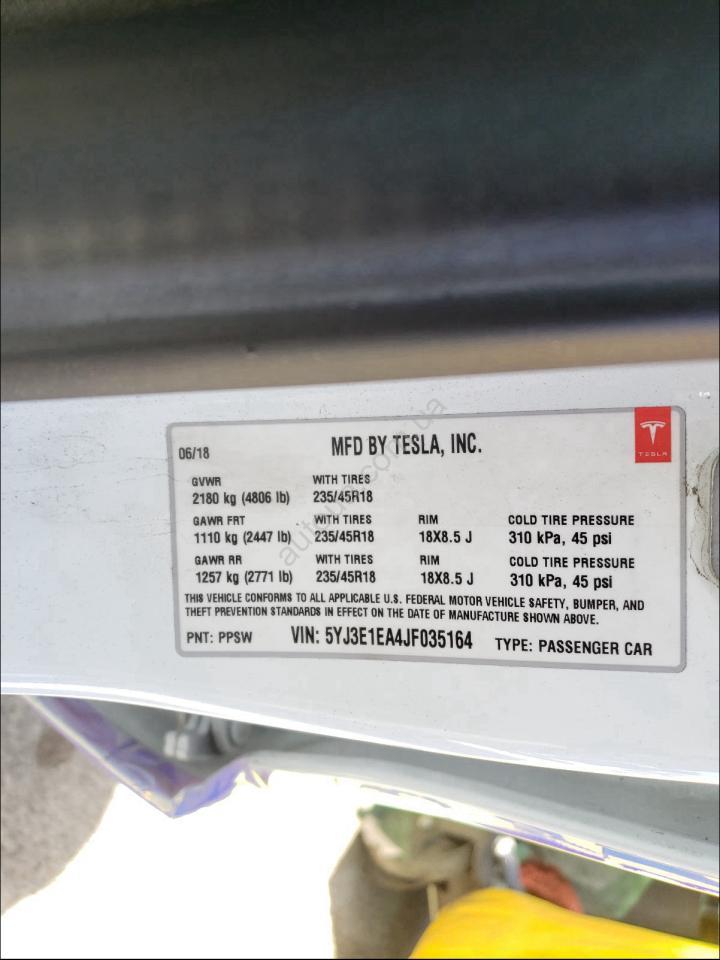 06/18 MFD BY TESLA, INC.
TESLA
GVWR WITH TIRES
2180 kg (4806 lb) 235/45R18
GAWR FRT WITH TIRES RIM COLD TIRE PRESSURE
1110 kg (2447 lb) 235/45R18 18X8.5 J 310 kPa, 45 psi
GAWR RR WITH TIRES RIM COLD TIRE PRESSURE
1257 kg (2771 lb) 235/45R18 18X8.5 J 310 kPa, 45 psi
THIS VEHICLE CONFORMS TO ALL APPLICABLE U.S. FEDERAL MOTOR VEHICLE SAFETY, BUMPER, AND
THEFT PREVENTION STANDARDS IN EFFECT ON THE DATE OF MANUFACTURE SHOWN ABOVE.
PNT: PPSW VIN: 5YJ3E1EA4JF035164 TYPE: PASSENGER CAR